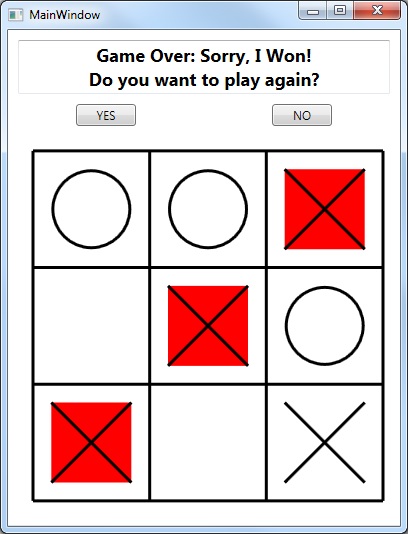 MainWindow
Game Over: Sorry, I Won!
Do you want to play again?
YES
NO